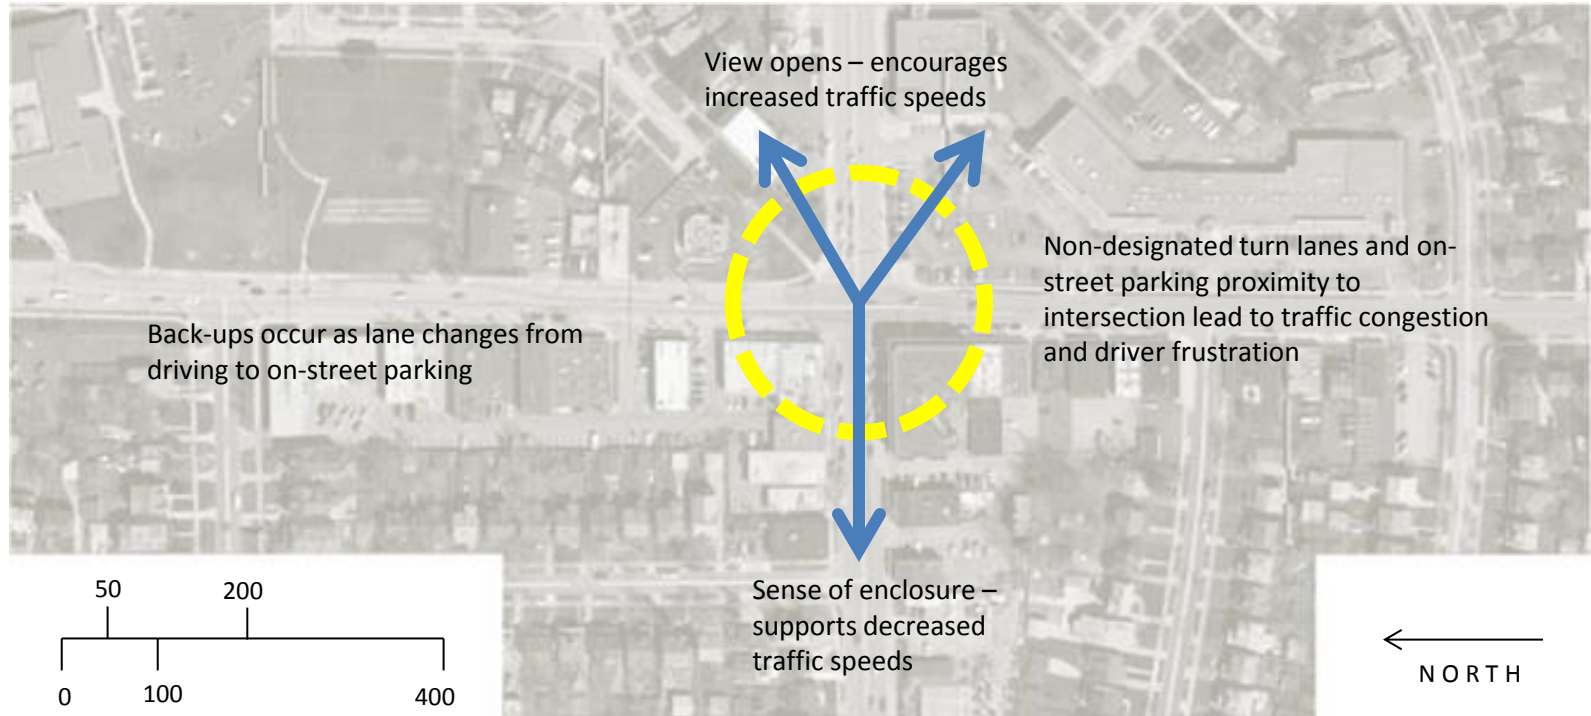 View opens – encourages
increased traffic speeds
Non-designated turn lanes and on-
street parking proximity to
intersection lead to traffic congestion
and driver frustration
Back-ups occur as lane changes from
driving to on-street parking
Sense of enclosure –
supports decreased
traffic speeds
50
200
0
100
400
NORTH